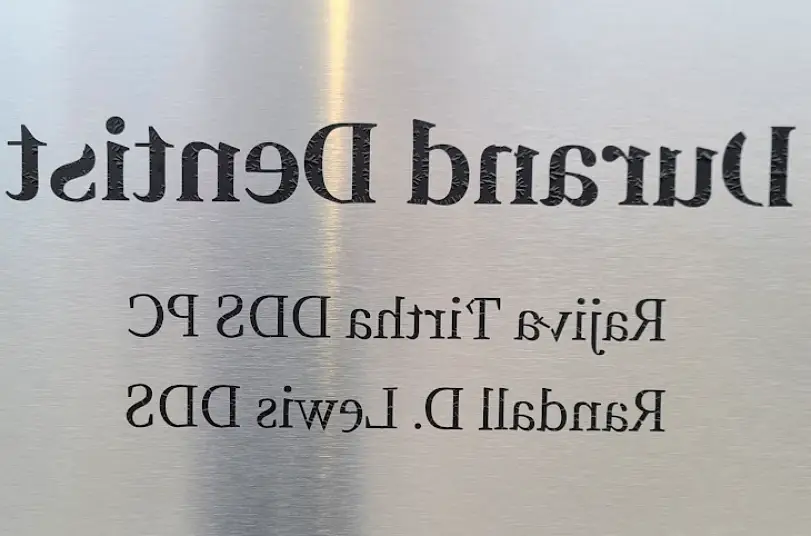 Durand Dentist
Rajiva Tirtha DDS PC
Randall D. Lewis DDS